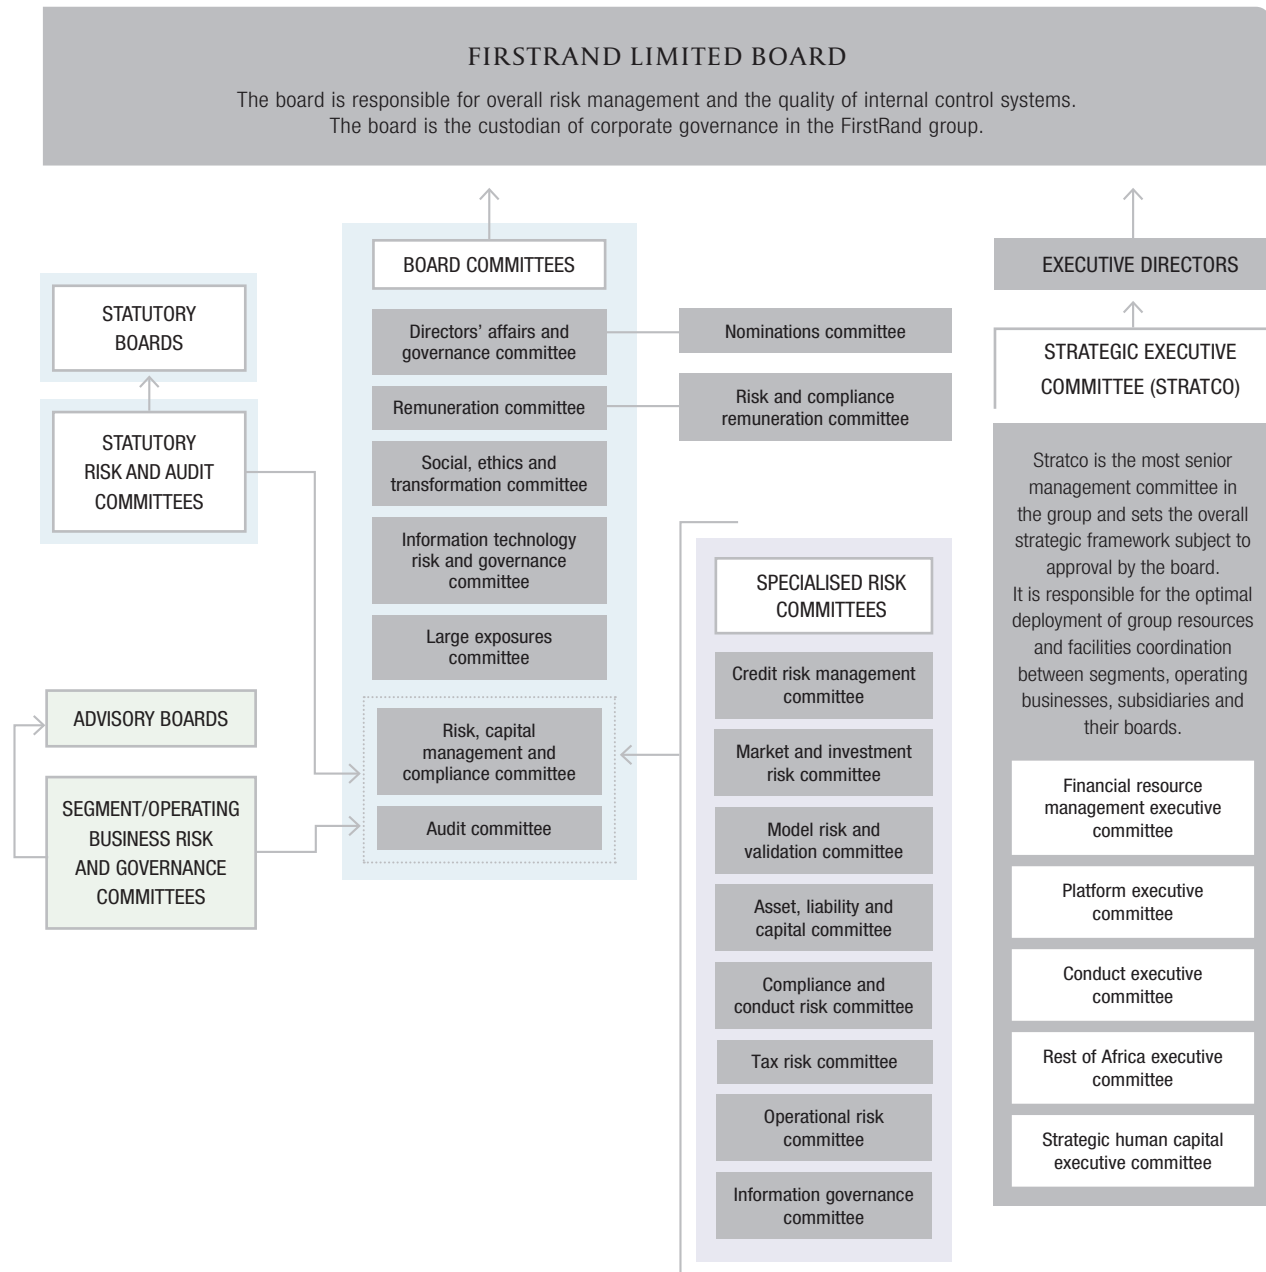 FIRSTRAND LIMITED BOARD
The board is responsible for overall risk management and the quality of internal control systems.
The board is the custodian of corporate governance in the FirstRand group.
STATUTORY
BOARDS
STATUTORY
RISK AND AUDIT
COMMITTEES
ADVISORY BOARDS
SEGMENT/OPERATING
BUSINESS RISK
AND GOVERNANCE
COMMITTEES
BOARD COMMITTEES
Directors' affairs and
governance committee
Remuneration committee
Social, ethics and
transformation committee
Information technology
risk and governance
committee
Large exposures
committee
Risk, capital
management and
compliance committee
Audit committee
Nominations committee
Risk and compliance
remuneration committee
SPECIALISED RISK
COMMITTEES
Credit risk management
committee
Market and investment
risk committee
Model risk and
validation committee
Asset, liability and
capital committee
Compliance and
conduct risk committee
Tax risk committee
Operational risk
committee
Information governance
committee
EXECUTIVE DIRECTORS
STRATEGIC EXECUTIVE
COMMITTEE (STRATCO)
Stratco is the most senior
management committee in
the group and sets the overall
strategic framework subject to
approval by the board.
It is responsible for the optimal
deployment of group resources
and facilities coordination
between segments, operating
businesses, subsidiaries and
their boards.
Financial resource
management executive
committee
Platform executive
committee
Conduct executive
committee
Rest of Africa executive
committee
Strategic human capital
executive committee